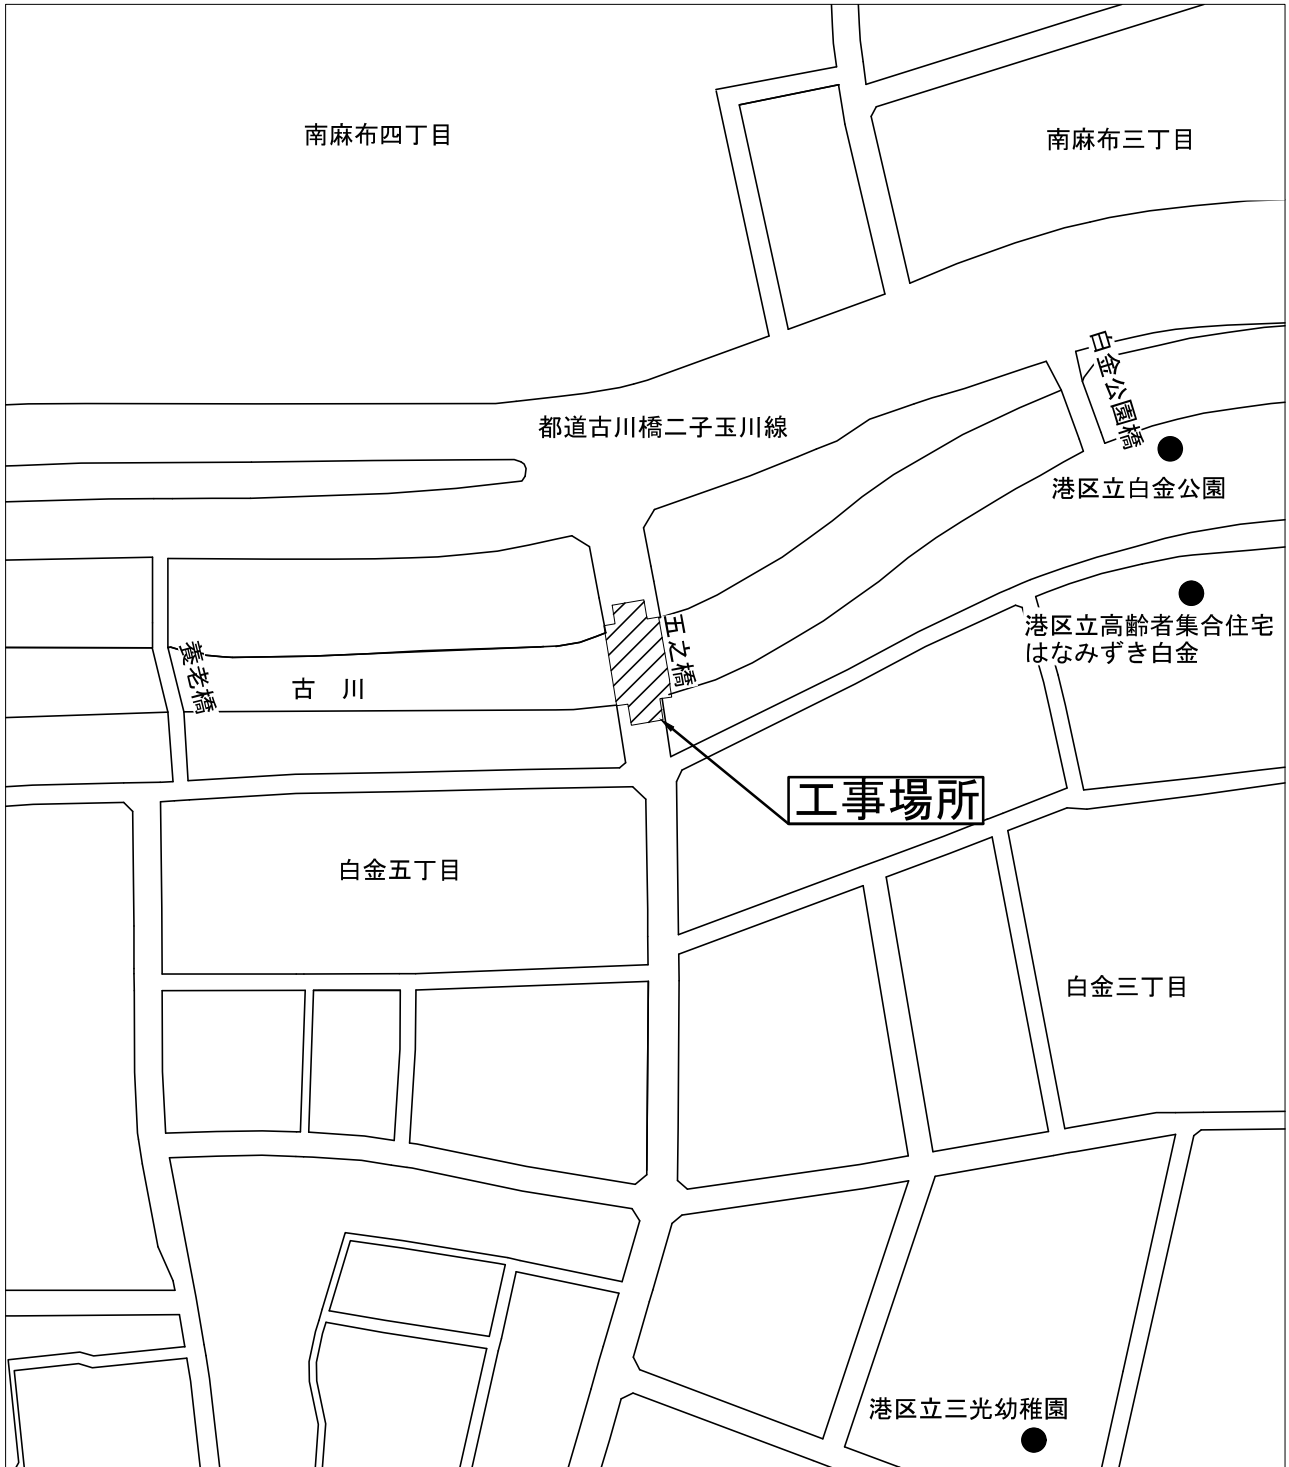 南麻布四丁目
南麻布三丁目
白金公園橋
都道古川橋二子玉川線
港区立白金公園
港区立高齢者集合住宅
はなみずき白金
五之橋
養老橋
古　川
工事場所
白金五丁目
白金三丁目
港区立三光幼稚園